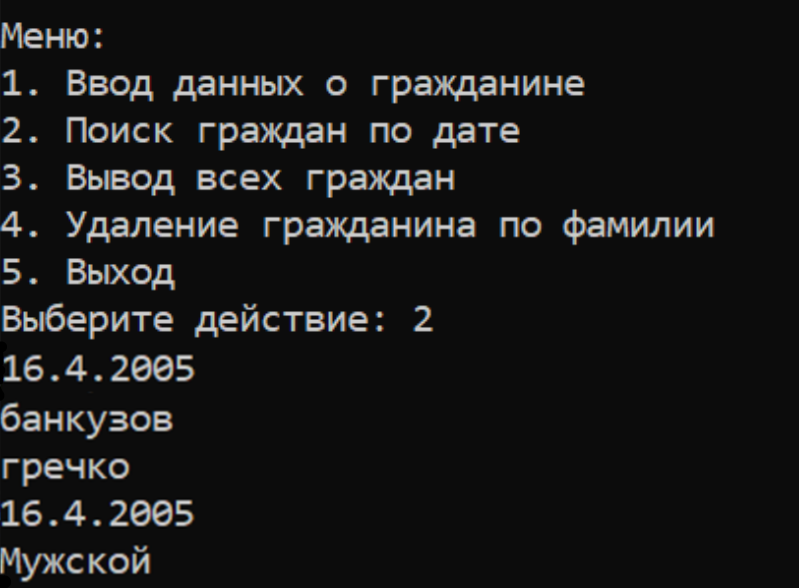 Меню:
1. Ввод данных о гражданине
2. Поиск граждан по дате
3. Вывод всех граждан
4. Удаление гражданина по фамилии
5. Выход
Выберите действие: 2
16.4.2005
банкузов
гречко
16.4.2005
Мужской